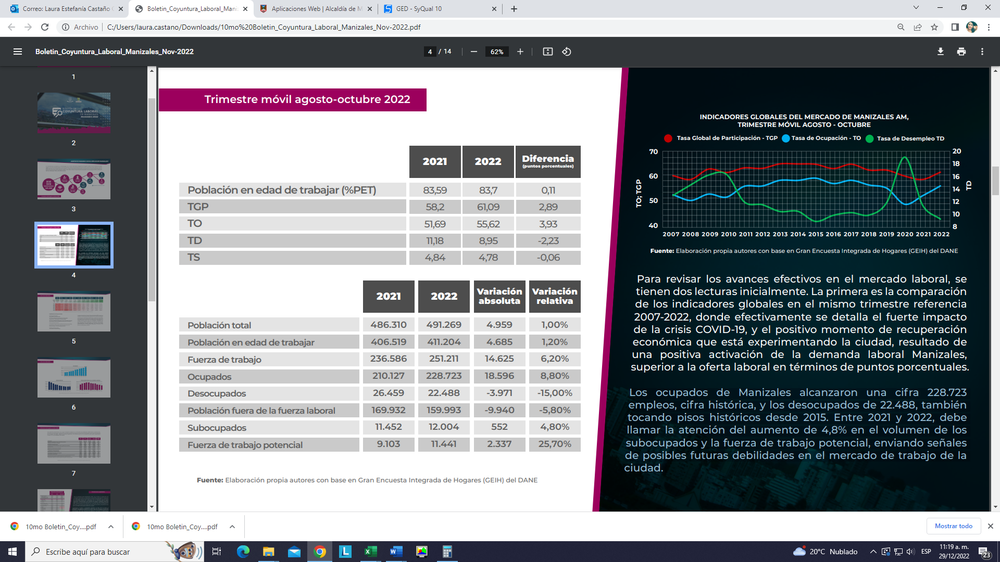 Correo: Laura Estefanía Castaño
Boletin_Coyuntura_Laboral_Mani
Aplicaciones Web | Alcaldía de M
GED - SyQual 10
Archivo
C:/Users/laura.castano/Downloads/10mo%20Boletin_Coyuntura_Laboral_Manizales_Nov-2022.pdf
Boletin_Coyuntura_Laboral_Manizales_Nov-2022
4 / 14
62%
1
BOLETÍN DE
COYUNTURA LABORAL
DE MANIZALES
2
3
4
5
6
7
Trimestre móvil agosto-octubre 2022
2021 2022 Diferencia
(puntos porcentuales)
Población en edad de trabajar (%PET) 83,59 83,7 0,11
TGP 58,2 61,09 2,89
TO 51,69 55,62 3,93
TD 11,18 8,95 -2,23
TS 4,84 4,78 -0,06
2021 2022 Variación absoluta Variación relativa
Población total 486.310 491.269 4.959 1,00%
Población en edad de trabajar 406.519 411.204 4.685 1,20%
Fuerza de trabajo 236.586 251.211 14.625 6,20%
Ocupados 210.127 228.723 18.596 8,80%
Desocupados 26.459 22.488 -3.971 -15,00%
Población fuera de la fuerza laboral 169.932 159.993 -9.940 -5,80%
Subocupados 11.452 12.004 552 4,80%
Fuerza de trabajo potencial 9.103 11.441 2.337 25,70%
Fuente: Elaboración propia autores con base en Gran Encuesta Integrada de Hogares (GEIH) del DANE
INDICADORES GLOBALES DEL MERCADO DE MANIZALES AM,
TRIMESTRE MÓVIL AGOSTO - OCTUBRE
Tasa Global de Participación - TGP Tasa de Ocupación - TO Tasa de Desempleo TD
TO; TGP
70
60
50
40
20
18
16
14
12
10
8
TD
2007 2008 2009 2010 2011 2012 2013 2014 2015 2016 2017 2018 2019 2020 2021 2022
Fuente: Elaboración propia autores con base en Gran Encuesta Integrada de Hogares (GEIH) del DANE
Para revisar los avances efectivos en el mercado laboral, se
tienen dos lecturas inicialmente. La primera es la comparación
de los indicadores globales en el mismo trimestre referencia
2007-2022, donde efectivamente se detalla el fuerte impacto
de la crisis COVID-19, y el positivo momento de recuperación
económica que está experimentando la ciudad, resultado de
una positiva activación de la demanda laboral Manizales,
superior a la oferta laboral en términos de puntos porcentuales.
Los ocupados de Manizales alcanzaron una cifra 228.723
empleos, cifra histórica, y los desocupados de 22.488, también
tocando pisos históricos desde 2015. Entre 2021 y 2022, debe
llamar la atención del aumento de 4,8% en el volumen de los
subocupados y la fuerza de trabajo potencial, enviando señales
de posibles futuras debilidades en el mercado de trabajo de la
ciudad.
10mo Boletin_Coy....pdf
10mo Boletin_Coy....pdf
Mostrar todo
Escribe aquí para buscar
20°C Nublado
ESP
11:19 a. m.
29/12/2022
23